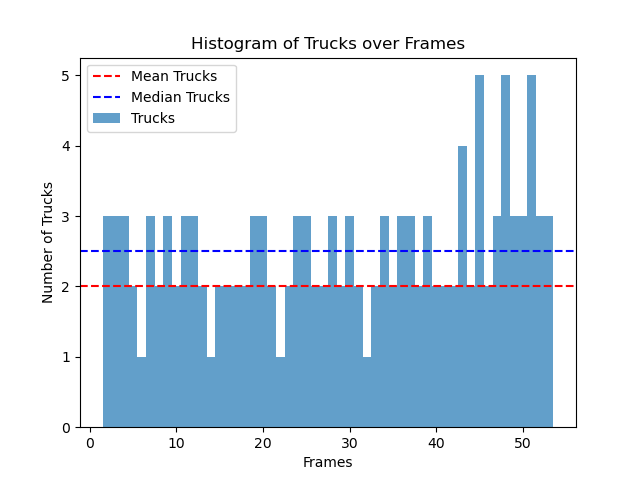 Histogram of Trucks over Frames
Mean Trucks
Median Trucks
Trucks
Number of Trucks
5
4
3
2
1
0
0 10 20 30 40 50
Frames